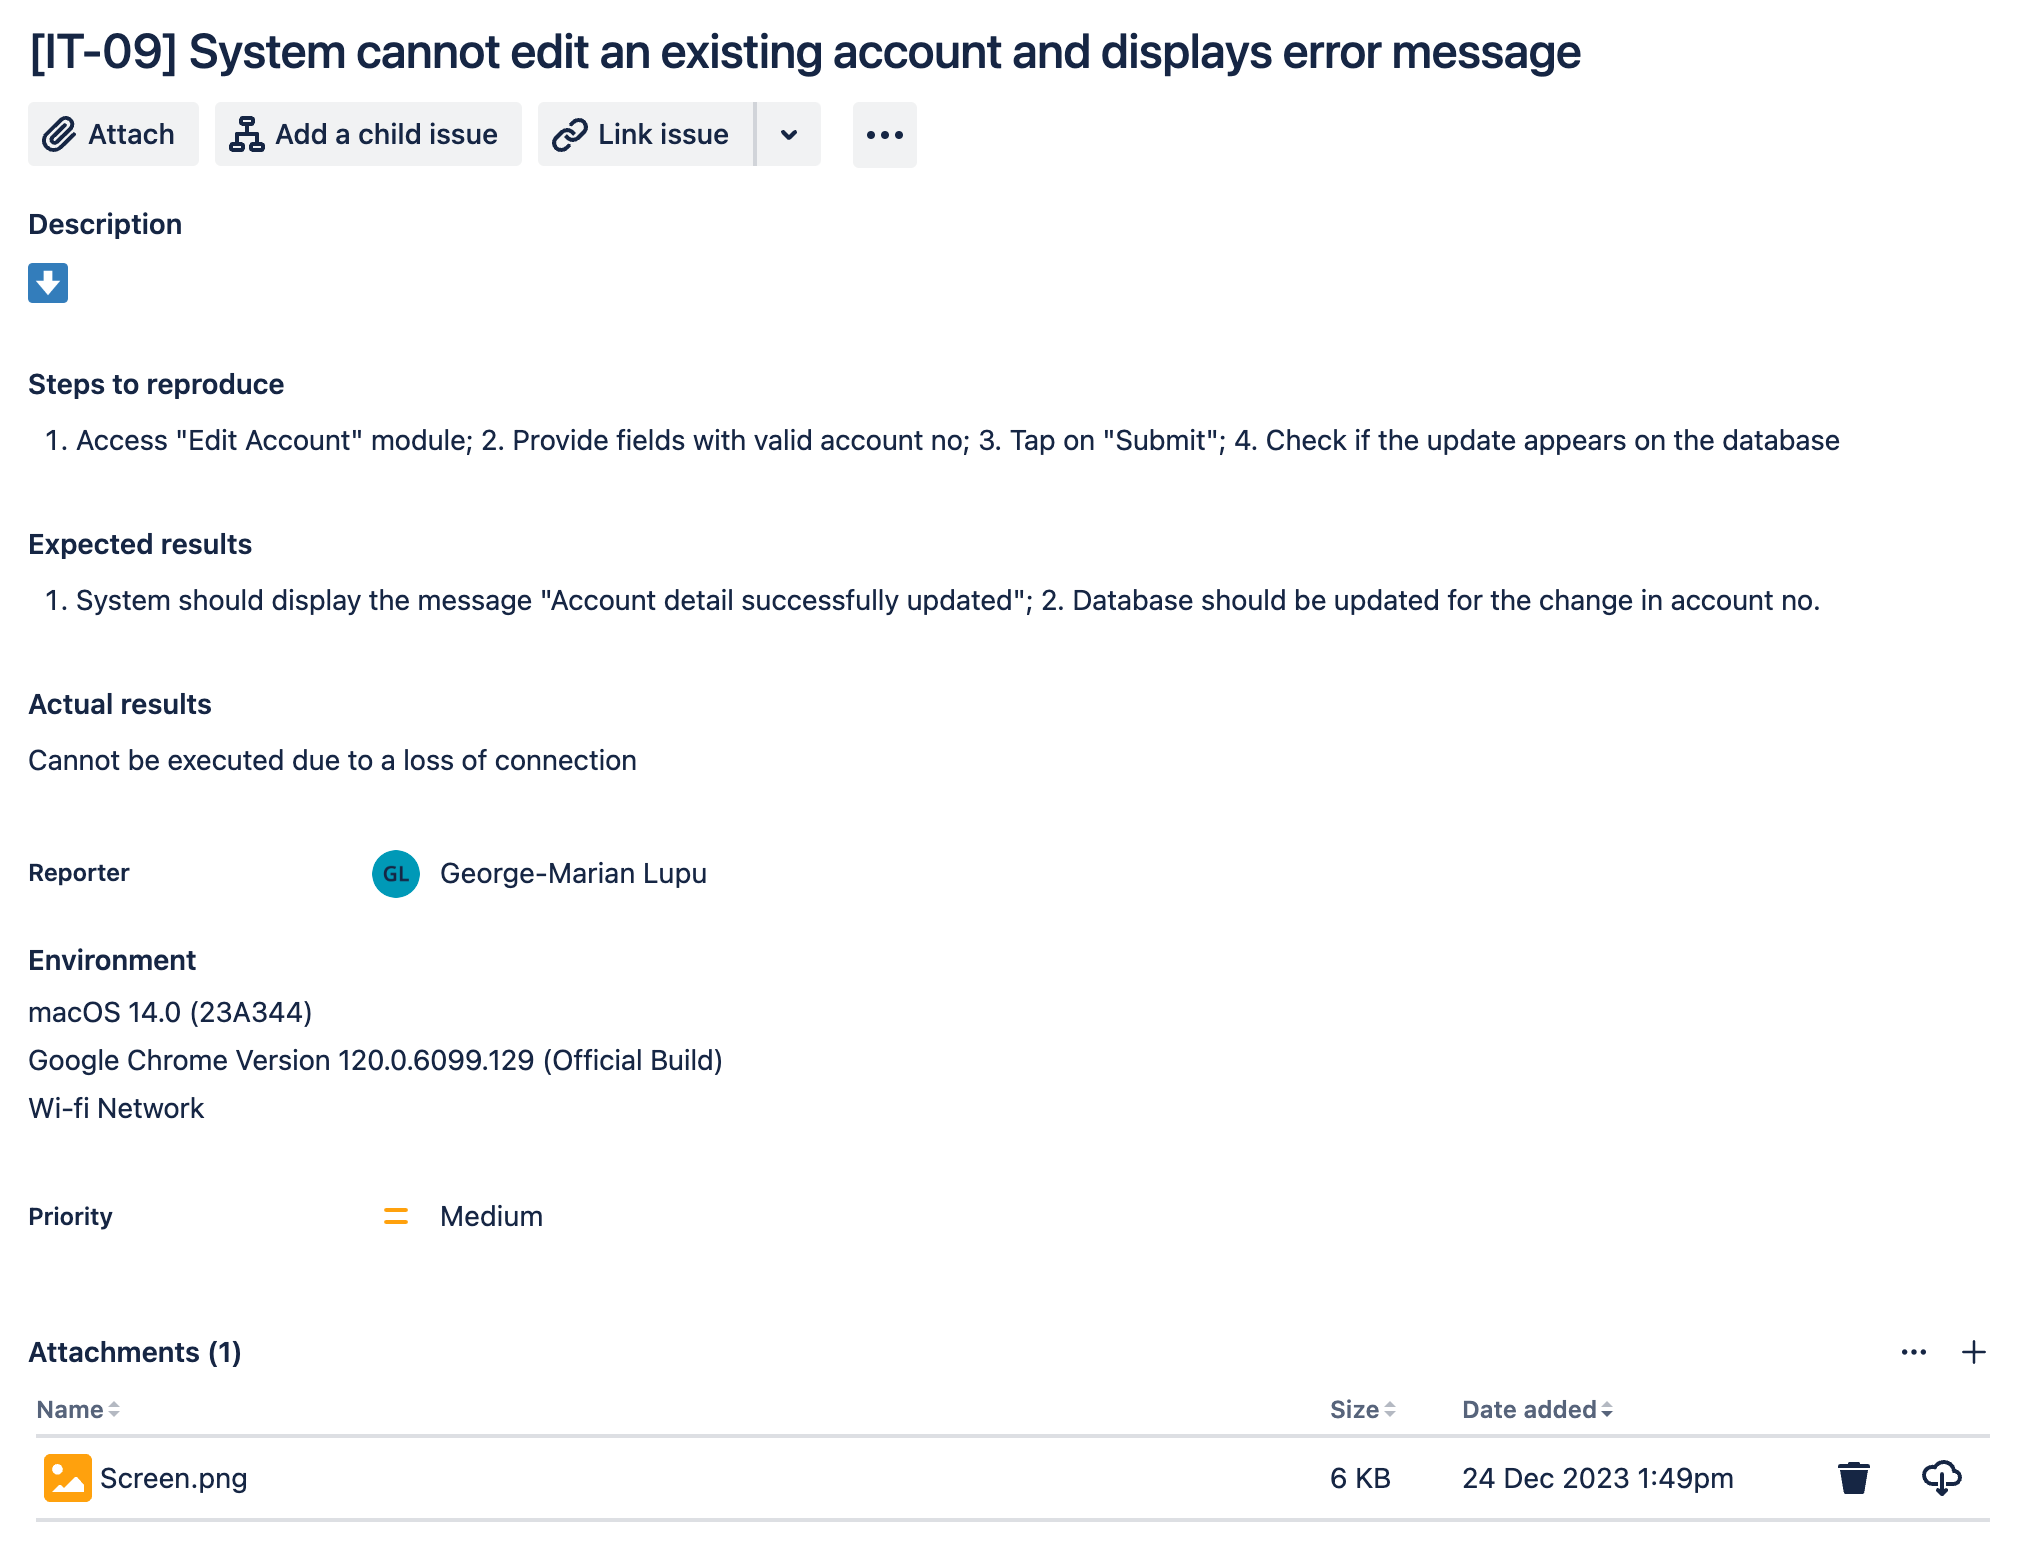 [IT-09] System cannot edit an existing account and displays error message
Attach
Add a child issue
Link issue
Description
Steps to reproduce
1. Access "Edit Account" module; 2. Provide fields with valid account no; 3. Tap on "Submit"; 4. Check if the update appears on the database
Expected results
1. System should display the message "Account detail successfully updated"; 2. Database should be updated for the change in account no.
Actual results
Cannot be executed due to a loss of connection
Reporter GL George-Marian Lupu
Environment
macOS 14.0 (23A344)
Google Chrome Version 120.0.6099.129 (Official Build)
Wi-fi Network
Priority Medium
Attachments (1)
Name Size Date added
Screen.png 6 KB 24 Dec 2023 1:49pm